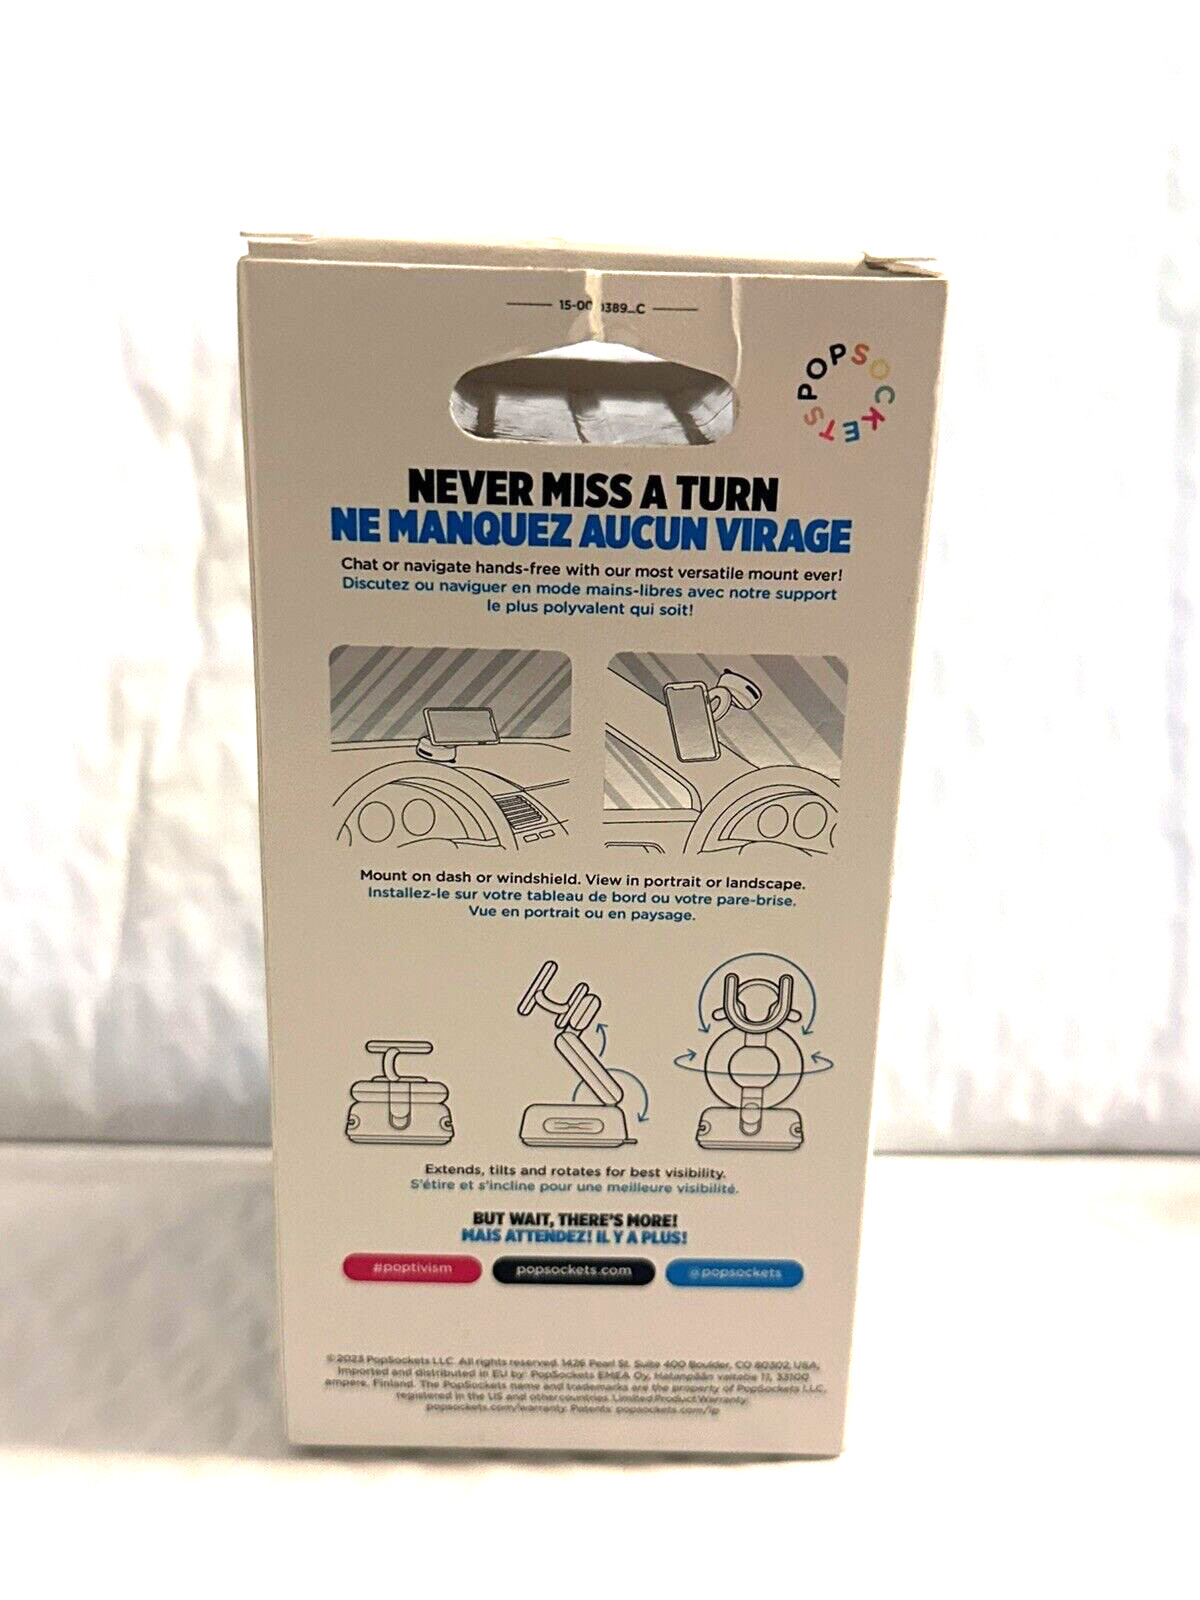 15-00 389_C
POPSOCKETS
NEVER MISS A TURN
NE MANQUEZ AUCUN VIRAGE
Chat or navigate hands-free with our most versatile mount ever!
Discutez ou naviguer en mode mains-libres avec notre support
le plus polyvalent qui soit!
Mount on dash or windshield. View in portrait or landscape.
Installez-le sur votre tableau de bord ou votre pare-brise.
Vue en portrait ou en paysage.
Extends, tilts and rotates for best visibility.
S'étire et s'incline pour une meilleure visibilité.
BUT WAIT, THERE'S MORE!
MAIS ATTENDEZ! IL Y A PLUS!
#poptivism popsockets.com @popsockets
©2023 PopSockets LLC. All rights reserved. 1426 Pearl St. Suite 400 Boulder, CO 80302, USA,
Imported and distributed in EU by: PopSockets EMEA Oy, 11, 33100
ampere, Finland. The PopSockets name and trademarks are the property of PopSockets LLC,
registered in the US and other countries. Limited Product Warranty:
popsockets.com/warranty. Patents: popsockets.com/ip